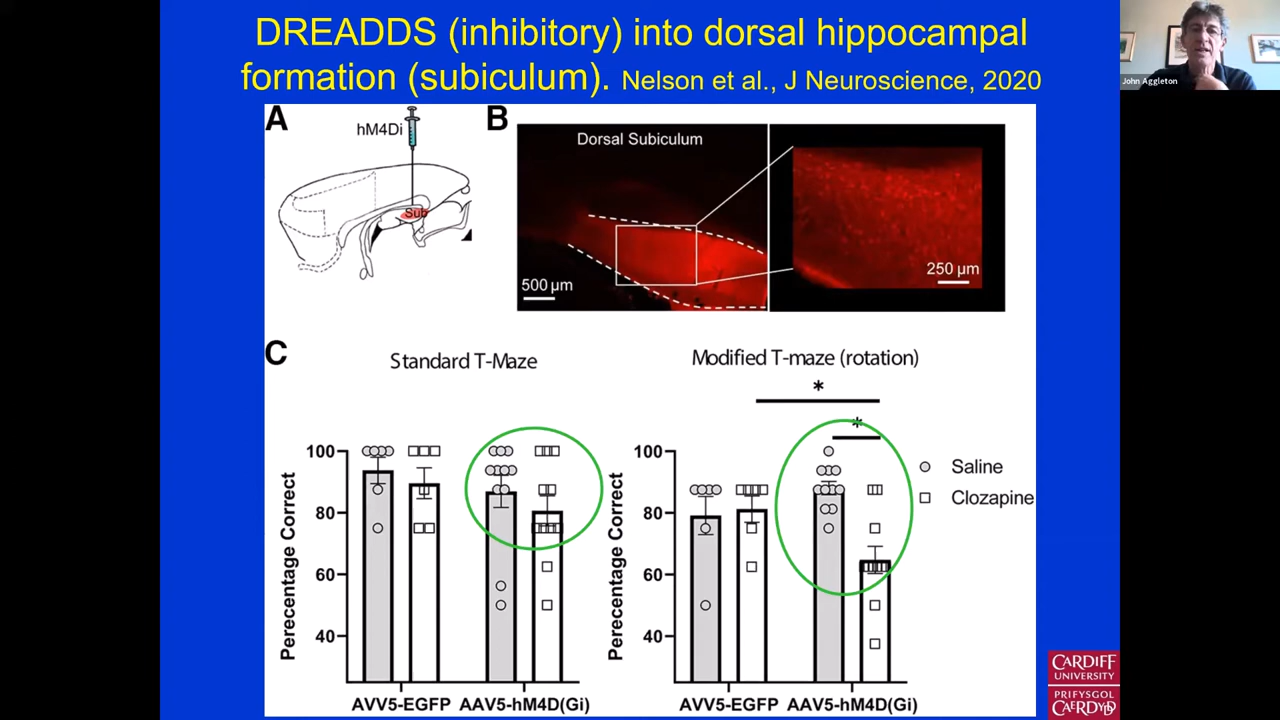 DREADDS (inhibitory) into dorsal hippocampal
formation (subiculum). Nelson et al., J Neuroscience, 2020
John Aggleton
A
hM4Di
Sub
B
Dorsal Subiculum
500 µm
250 µm
C
Standard T-Maze
Modified T-maze (rotation)
*
*
Perecentage Correct
100
80
60
40
AVV5-EGFP
AAV5-hM4D(Gi)
Perecentage Correct
100
80
60
40
AVV5-EGFP
AAV5-hM4D(Gi)
Saline
Clozapine
CARDIFF
UNIVERSITY
PRIFYSGOL
CAERDYĐ